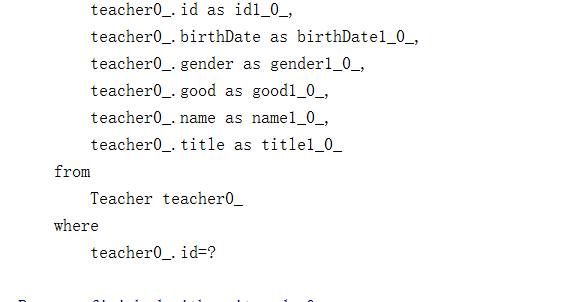 teacher0_.id as id1_0_,
teacher0_.birthDate as birthDate1_0_,
teacher0_.gender as gender1_0_,
teacher0_.good as good1_0_,
teacher0_.name as name1_0_,
teacher0_.title as title1_0_
from
Teacher teacher0_
where
teacher0_.id=?